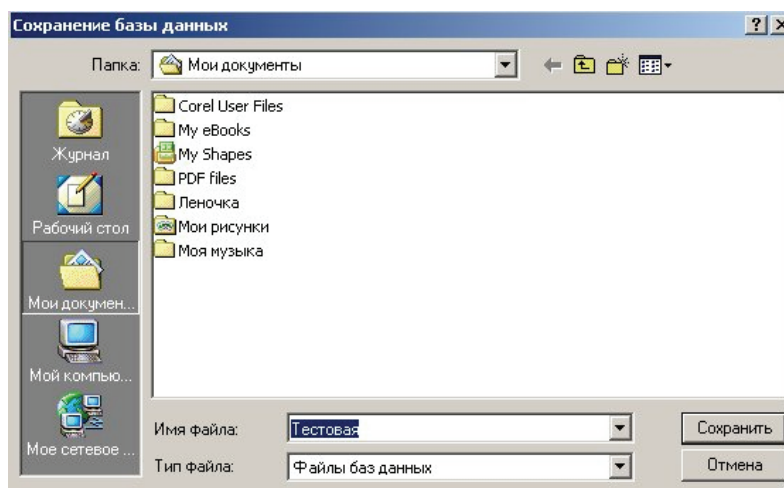 Сохранение базы данных
Папка: Мои документы
Журнал
Рабочий стол
Мои докумен...
Мой компью...
Мое сетевое ...
Corel User Files
My eBooks
My Shapes
PDF files
Леночка
Мои рисунки
Моя музыка
Имя файла: Тестовая
Сохранить
Тип файла: Файлы баз данных
Отмена